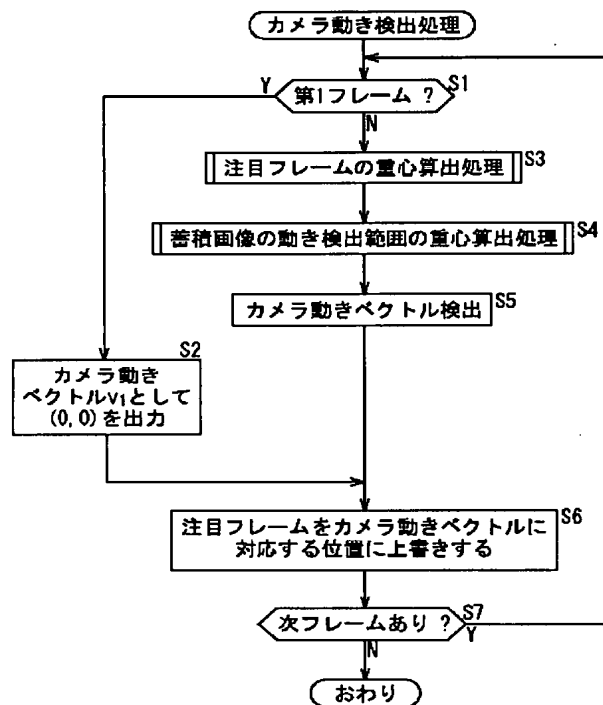 カメラ動き検出処理
第1フレーム ?
S1
Y
N
注目フレームの重心算出処理
S3
蓄積画像の動き検出範囲の重心算出処理
S4
カメラ動きベクトル検出
S5
S2
カメラ動き
ベクトルv1として
(0,0)を出力
注目フレームをカメラ動きベクトルに
対応する位置に上書きする
S6
次フレームあり ?
S7
Y
N
おわり